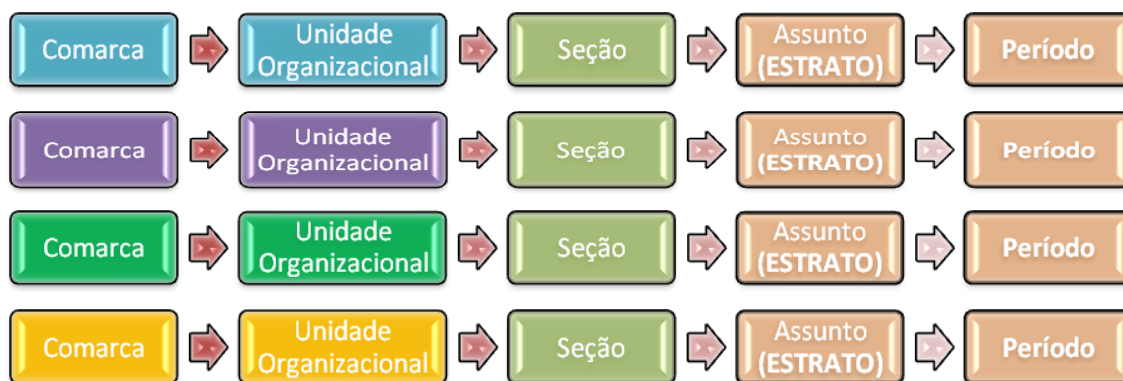 Comarca
Unidade
Organizacional
Seção
Assunto
(ESTRATO)
Período
Comarca
Unidade
Organizacional
Seção
Assunto
(ESTRATO)
Período
Comarca
Unidade
Organizacional
Seção
Assunto
(ESTRATO)
Período
Comarca
Unidade
Organizacional
Seção
Assunto
(ESTRATO)
Período